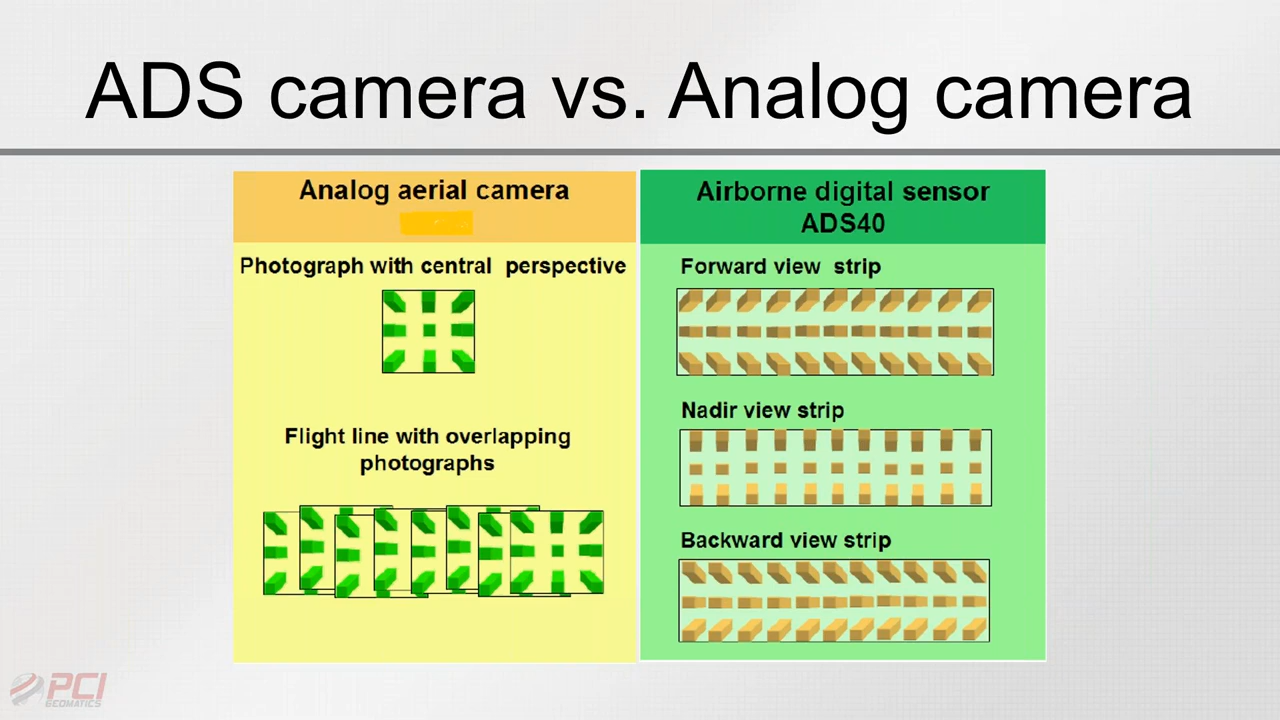 ADS camera vs. Analog camera
Analog aerial camera
Photograph with central perspective
Flight line with overlapping
photographs
Airborne digital sensor
ADS40
Forward view strip
Nadir view strip
Backward view strip
PCI
GEOMATICS